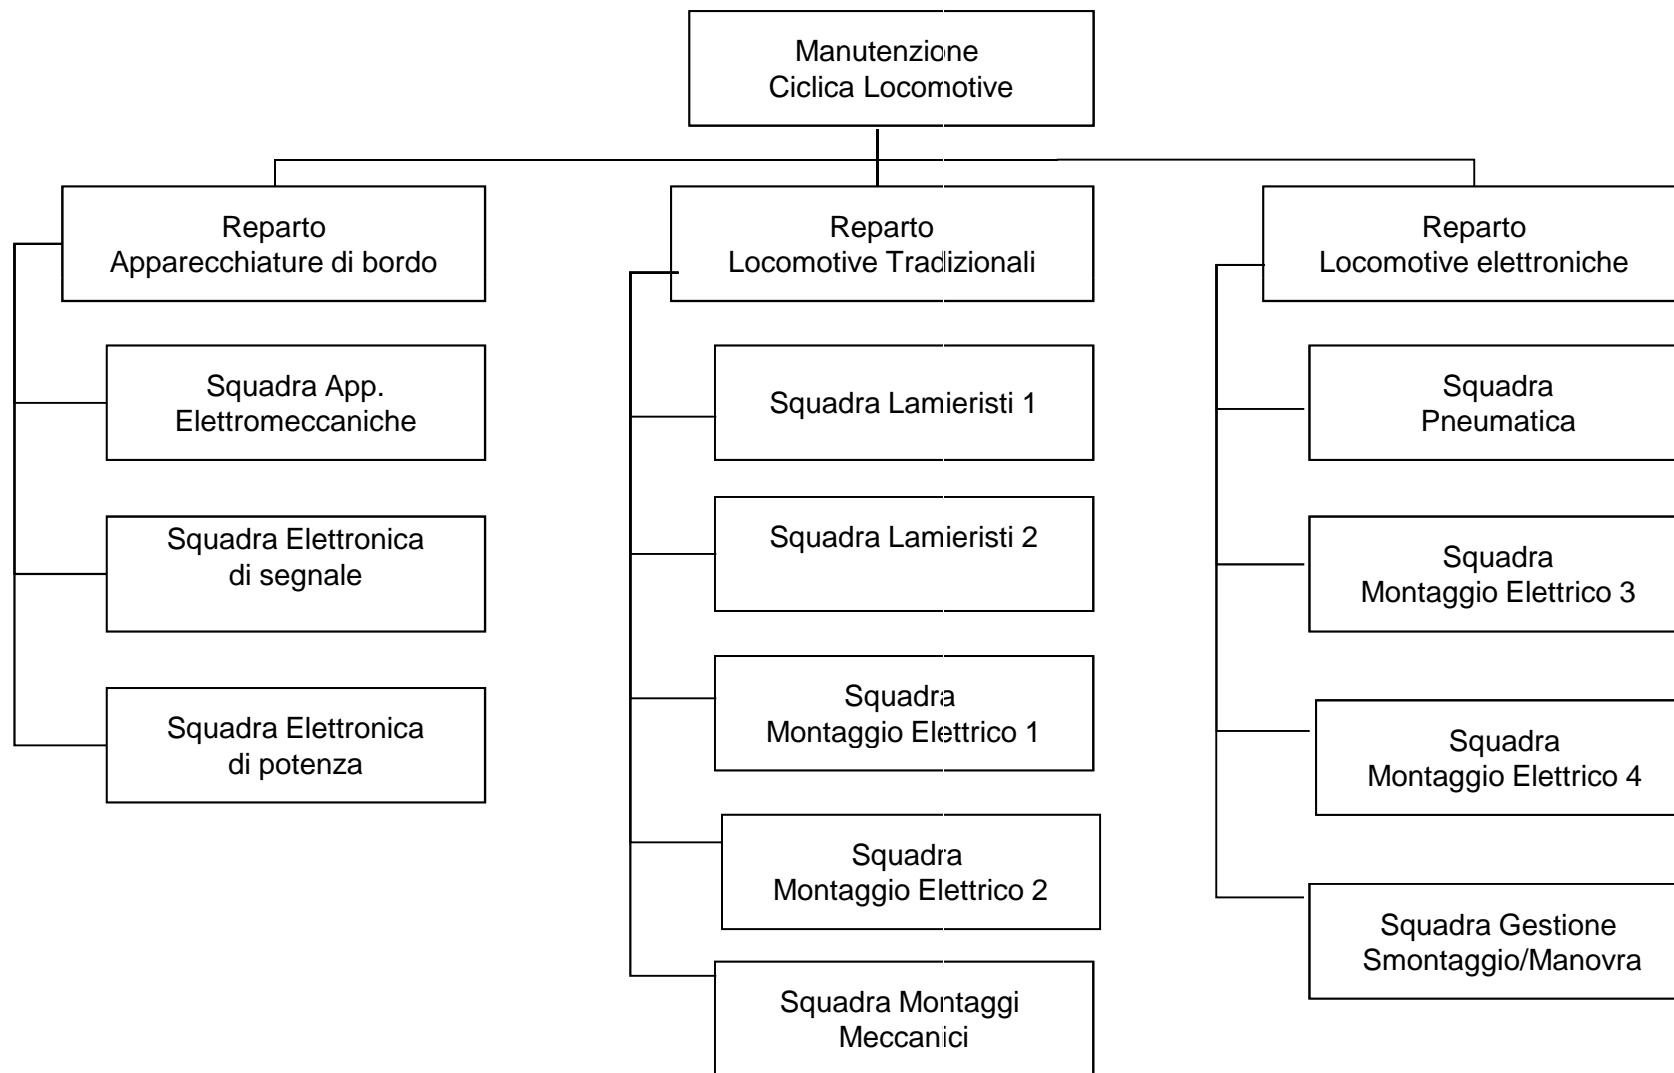 Manutenzione
Ciclica Locomotive
Reparto
Apparecchiature di bordo
Squadra App.
Elettromeccaniche
Squadra Elettronica
di segnale
Squadra Elettronica
di potenza
Reparto
Locomotive Tradizionali
Squadra Lamieristi 1
Squadra Lamieristi 2
Squadra
Montaggio Elettrico 1
Squadra
Montaggio Elettrico 2
Squadra Montaggi
Meccanici
Reparto
Locomotive elettroniche
Squadra
Pneumatica
Squadra
Montaggio Elettrico 3
Squadra
Montaggio Elettrico 4
Squadra Gestione
Smontaggio/Manovra